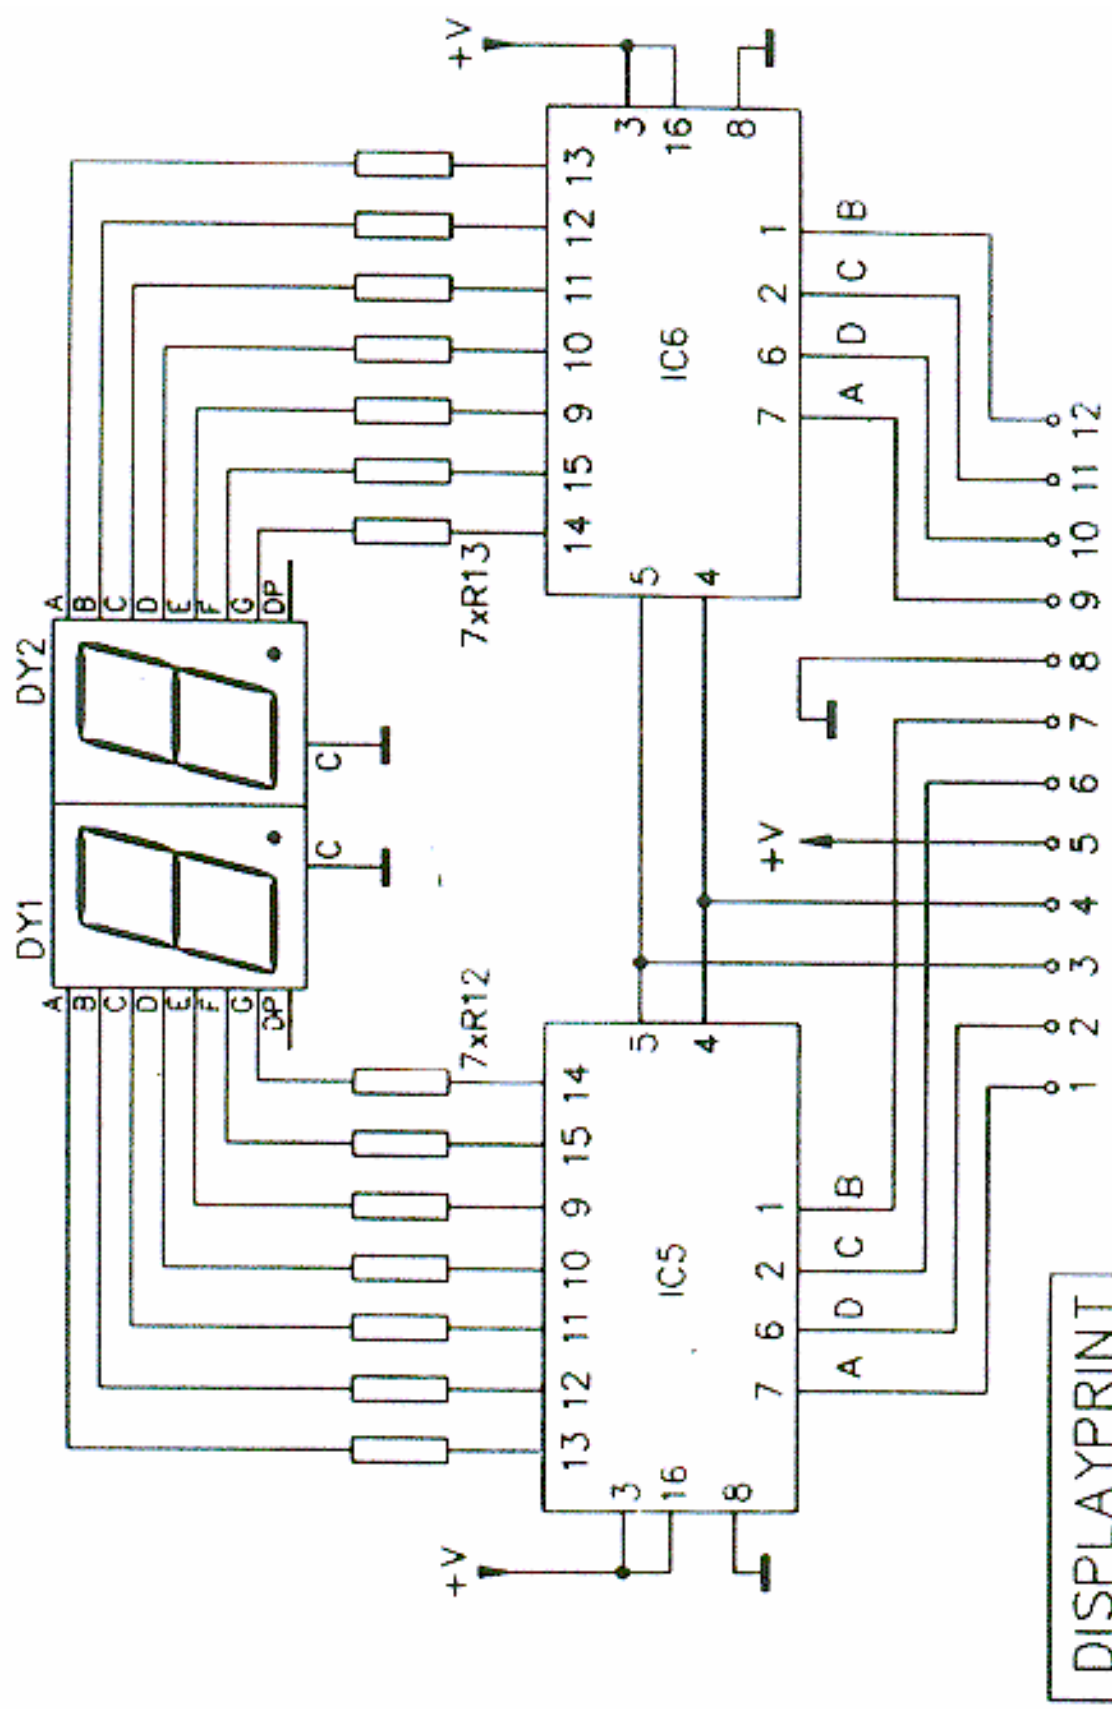 DY1 DY2
A A
B B
C C
D D
E E
F F
G G
DP DP
C C
+V +V
7xR12 7xR13
13 12 11 10 9 15 14 14 15 9 10 11 12 13
3 5 5 3
16 IC5 IC6 16
4 4
8 8
7 6 2 1 +V 7 6 2 1
A D C B A D C B
1 2 3 4 5 6 7 8 9 10 11 12
DISPLAYPRINT